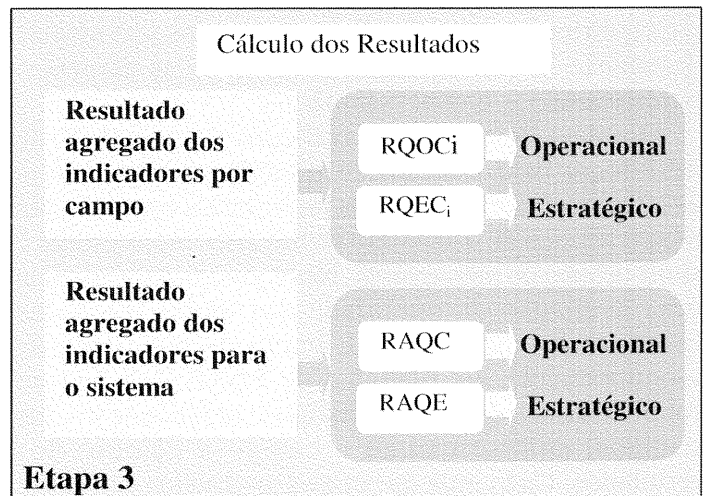 Cálculo dos Resultados
Resultado
agregado dos
indicadores por
campo
RQOCi
Operacional
RQECi
Estratégico
Resultado
agregado dos
indicadores para
o sistema
RAQC
Operacional
RAQE
Estratégico
Etapa 3